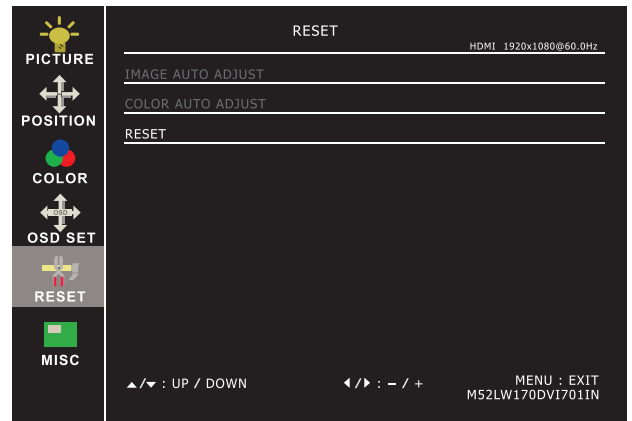 PICTURE
POSITION
COLOR
OSD
OSD SET
RESET
MISC
RESET
HDMI 1920x1080@60.0Hz
IMAGE AUTO ADJUST
COLOR AUTO ADJUST
RESET
▲/▼ : UP / DOWN
◀/▶ : – / +
MENU : EXIT
M52LW170DVI701IN